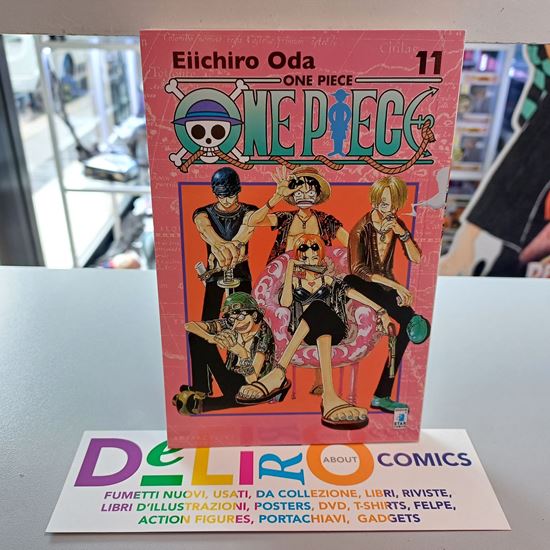 Eiichiro Oda 11
ONE PIECE
ONE PIECE
STAR
DeLiRO ABOUT COMICS
FUMETTI NUOVI, USATI, DA COLLEZIONE, LIBRI, RIVISTE,
LIBRI D'ILLUSTRAZIONI, POSTERS, DVD, T-SHIRTS, FELPE,
ACTION FIGURES, PORTACHIAVI, GADGETS